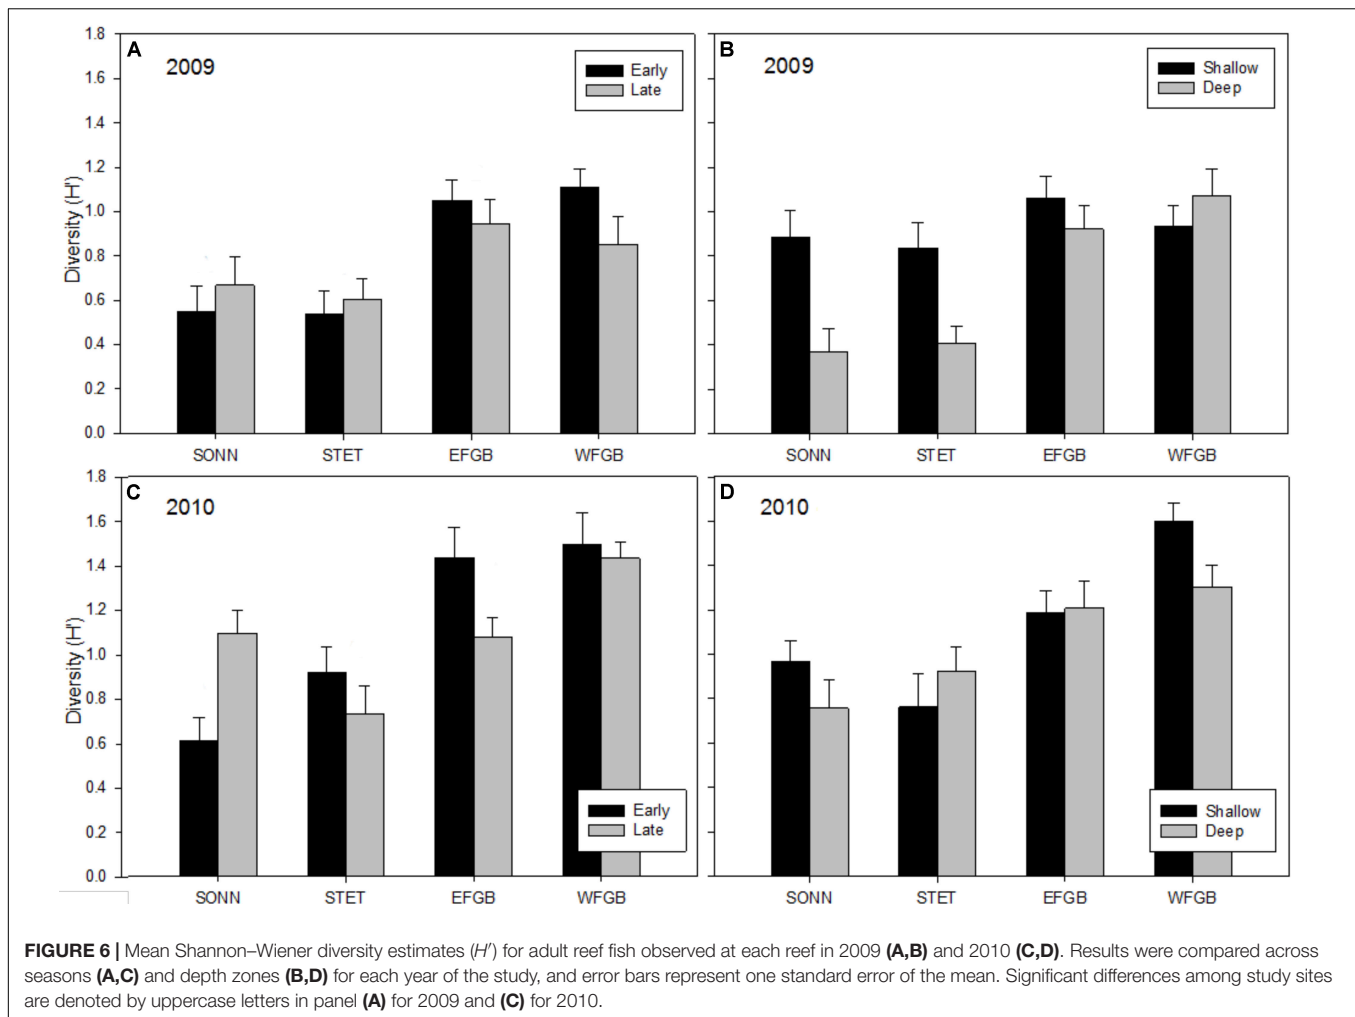 A
2009
Early
Late
1.8
1.6
1.4
1.2
1.0
0.8
0.6
0.4
0.2
0.0
Diversity (H')
SONN STET EFGB WFGB
B
2009
Shallow
Deep
SONN STET EFGB WFGB
C
2010
Early
Late
1.8
1.6
1.4
1.2
1.0
0.8
0.6
0.4
0.2
0.0
Diversity (H')
SONN STET EFGB WFGB
D
2010
Shallow
Deep
SONN STET EFGB WFGB
FIGURE 6 | Mean Shannon–Wiener diversity estimates (H′) for adult reef fish observed at each reef in 2009 (A,B) and 2010 (C,D). Results were compared across
seasons (A,C) and depth zones (B,D) for each year of the study, and error bars represent one standard error of the mean. Significant differences among study sites
are denoted by uppercase letters in panel (A) for 2009 and (C) for 2010.